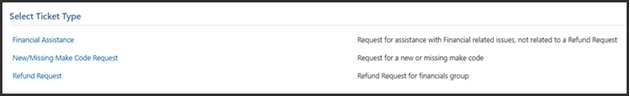 Select Ticket Type
Financial Assistance Request for assistance with Financial related issues, not related to a Refund Request
New/Missing Make Code Request Request for a new or missing make code
Refund Request Refund Request for financials group